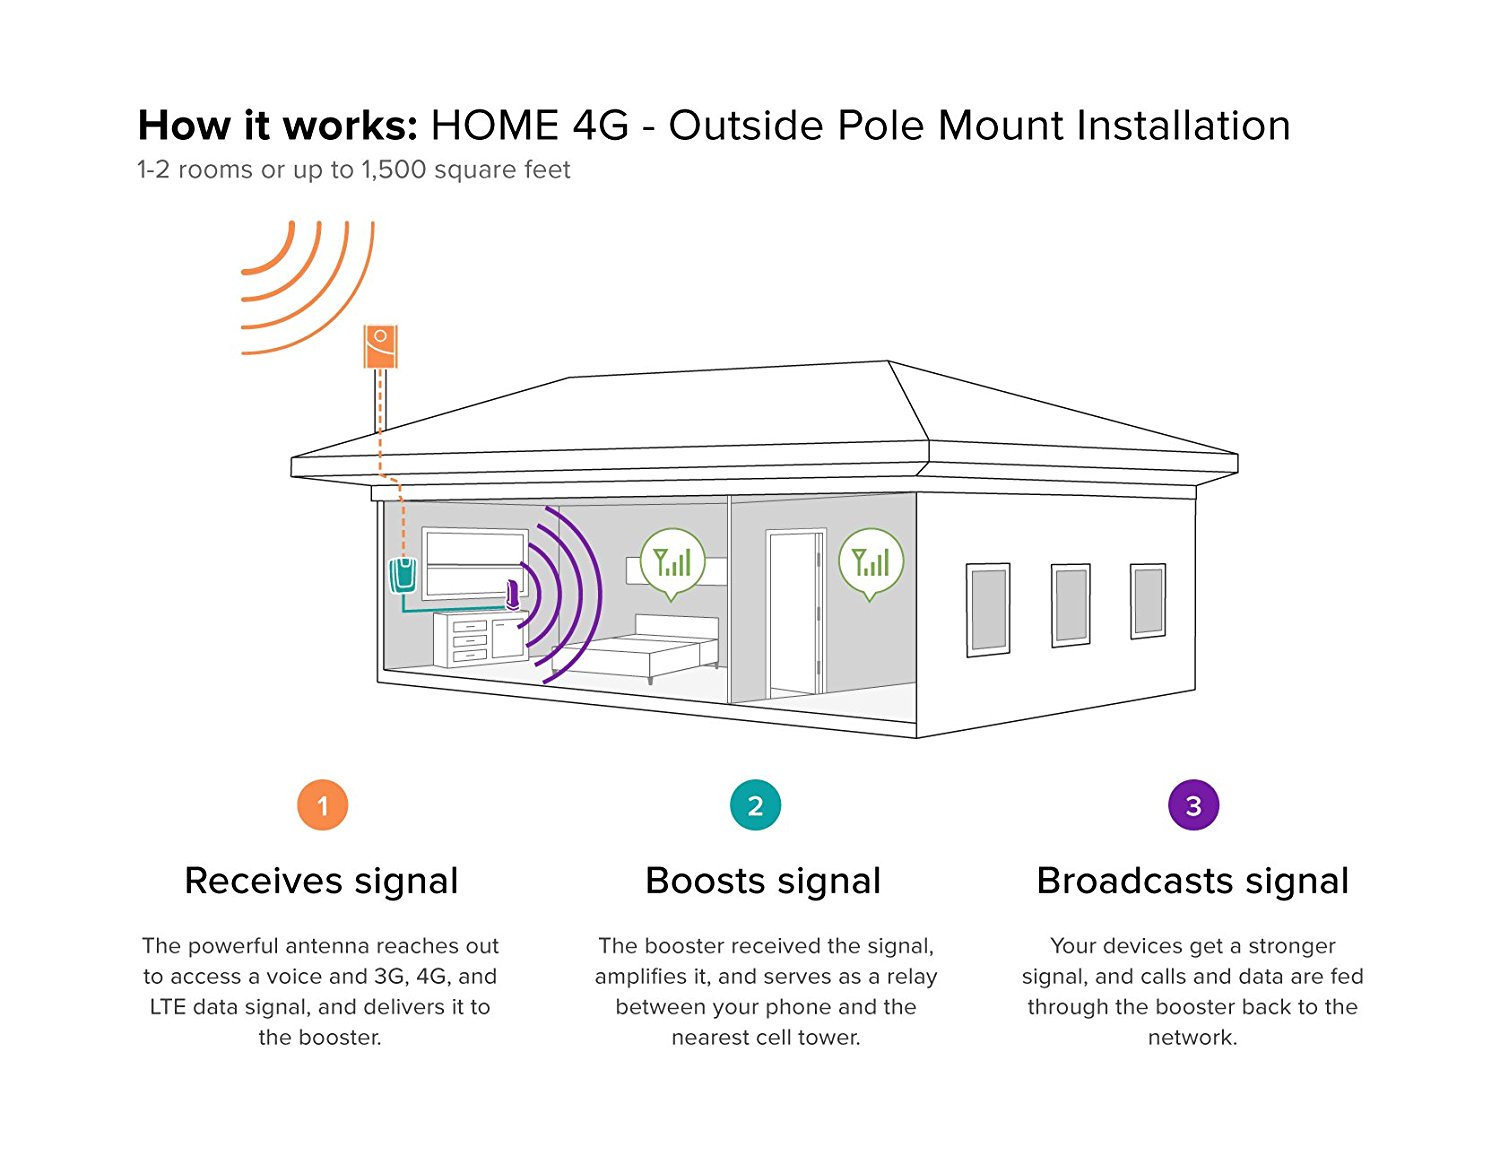 How it works: HOME 4G - Outside Pole Mount Installation
1-2 rooms or up to 1,500 square feet
1
Receives signal
The powerful antenna reaches out
to access a voice and 3G, 4G, and
LTE data signal, and delivers it to
the booster.
2
Boosts signal
The booster received the signal,
amplifies it, and serves as a relay
between your phone and the
nearest cell tower.
3
Broadcasts signal
Your devices get a stronger
signal, and calls and data are fed
through the booster back to the
network.